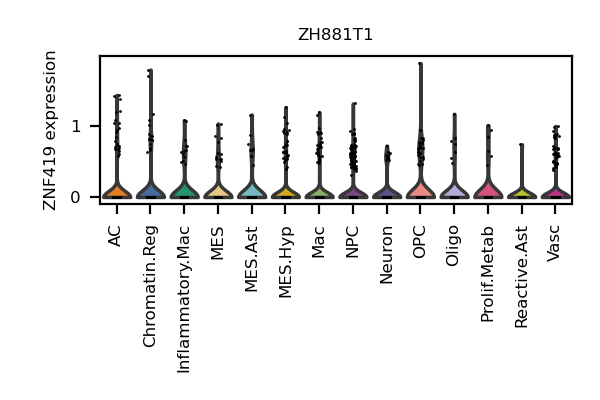 ZH881T1
ZNF419 expression
1
0
AC
Chromatin.Reg
Inflammatory.Mac
MES
MES.Ast
MES.Hyp
Mac
NPC
Neuron
OPC
Oligo
Prolif.Metab
Reactive.Ast
Vasc